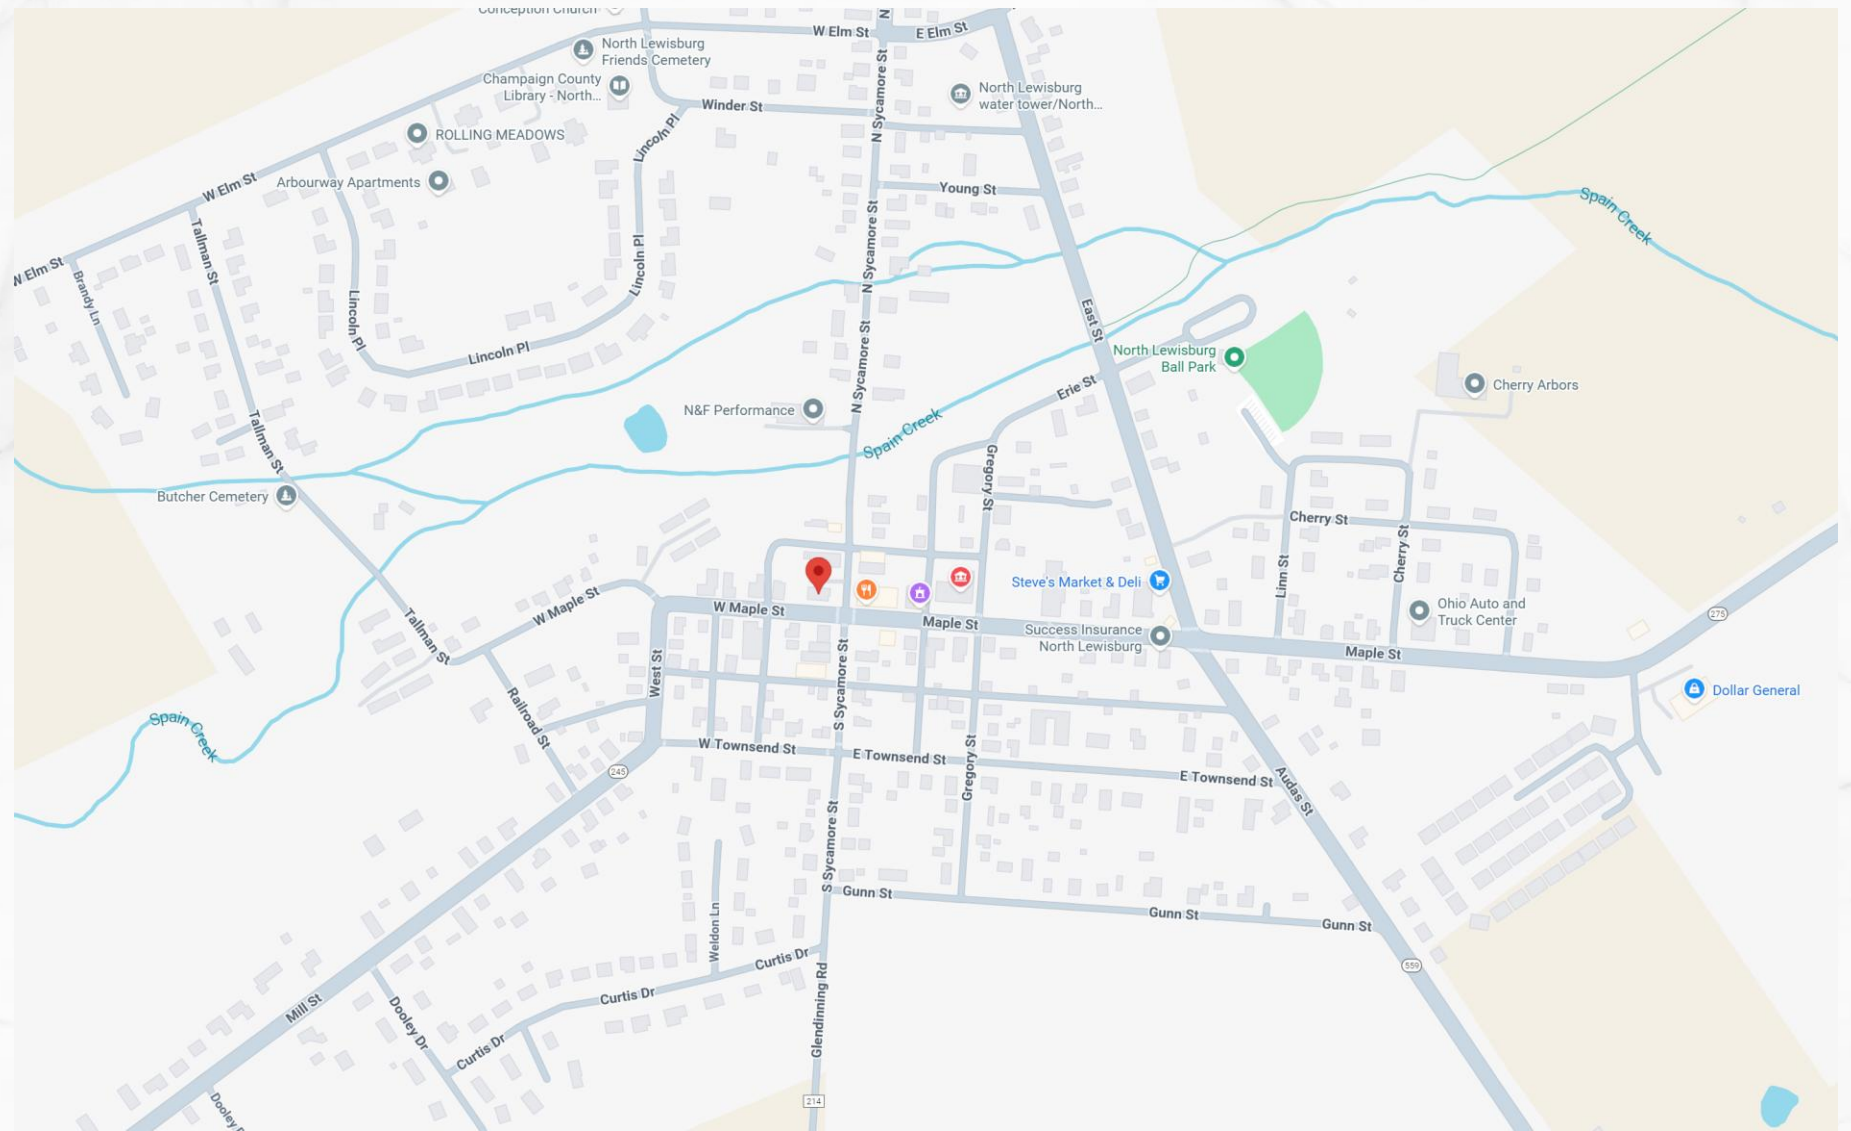 Conception Church
W Elm St
E Elm St
N
North Lewisburg
Friends Cemetery
Champaign County
Library - North...
Winder St
N Sycamore St
North Lewisburg
water tower/North...
ROLLING MEADOWS
Lincoln Pl
Arbourway Apartments
W Elm St
Young St
Spain Creek
Tallman St
N Sycamore St
W Elm St
Brandy Ln
Lincoln Pl
Lincoln Pl
East St
N Sycamore St
Lincoln Pl
North Lewisburg
Ball Park
Erie St
Cherry Arbors
N&F Performance
Spain Creek
Tallman St
Gregory St
Butcher Cemetery
Cherry St
Cherry St
Linn St
Steve's Market & Deli
W Maple St
W Maple St
Maple St
Ohio Auto and
Truck Center
275
Success Insurance
North Lewisburg
Tallman St
Maple St
West St
S Sycamore St
Dollar General
Railroad St
Spain Creek
W Townsend St
E Townsend St
Gregory St
E Townsend St
245
Audas St
S Sycamore St
Gunn St
Gunn St
Gunn St
Weldon Ln
Curtis Dr
559
Curtis Dr
Mill St
Dooley Dr
Glendinning Rd
Curtis Dr
214
Dooley